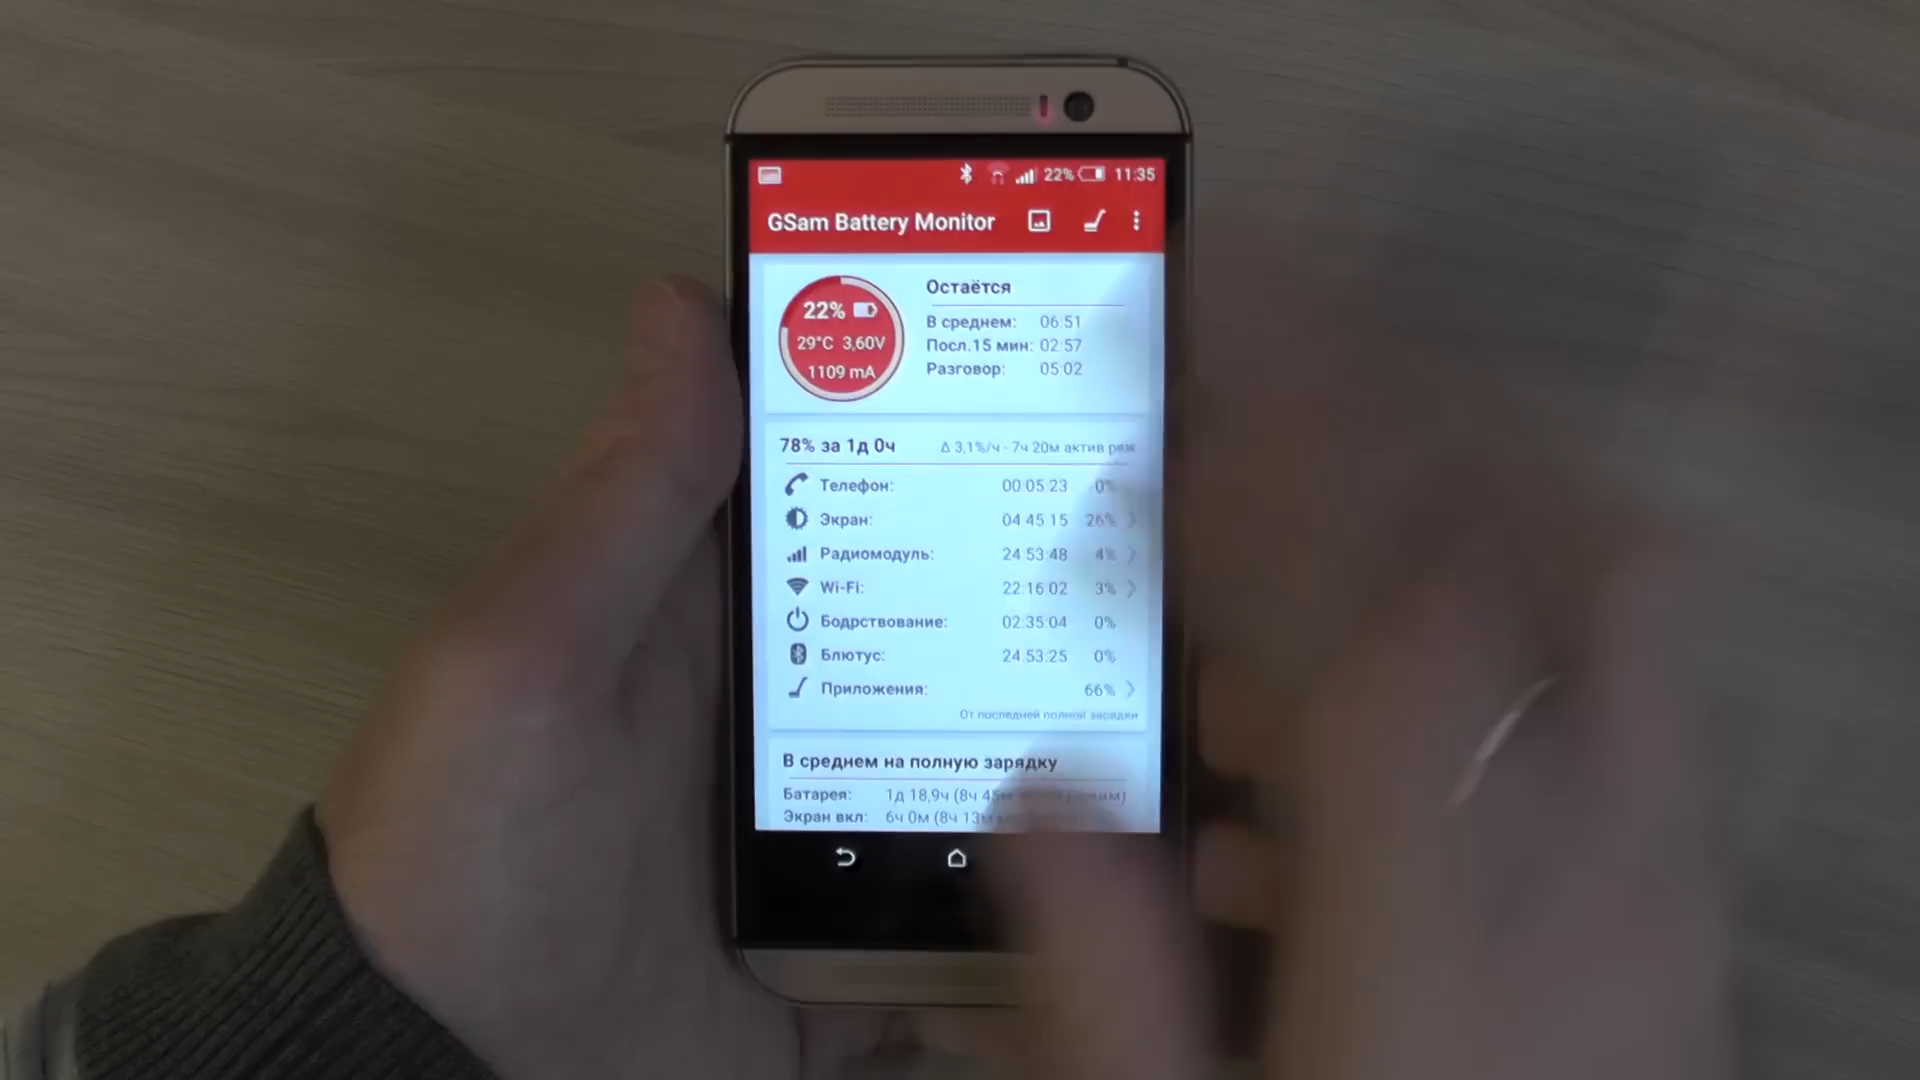 22% 11:35
GSam Battery Monitor
22%
29°C 3,60V
1109 mA
Остаётся
В среднем: 06:51
Посл.15 мин: 02:57
Разговор: 05:02
78% за 1д 0ч Δ 3,1%/ч - 7ч 20м актив реж
Телефон: 00:05:23 0%
Экран: 04:45:15 26%
Радиомодуль: 24:53:48 4%
Wi-Fi: 22:16:02 3%
Бодрствование: 02:35:04 0%
Блютус: 24:53:25 0%
Приложения: 66%
От последней полной зарядки
В среднем на полную зарядку
Батарея: 1д 18,9ч (8ч 45м
Экран вкл: 6ч 0м (8ч 13м